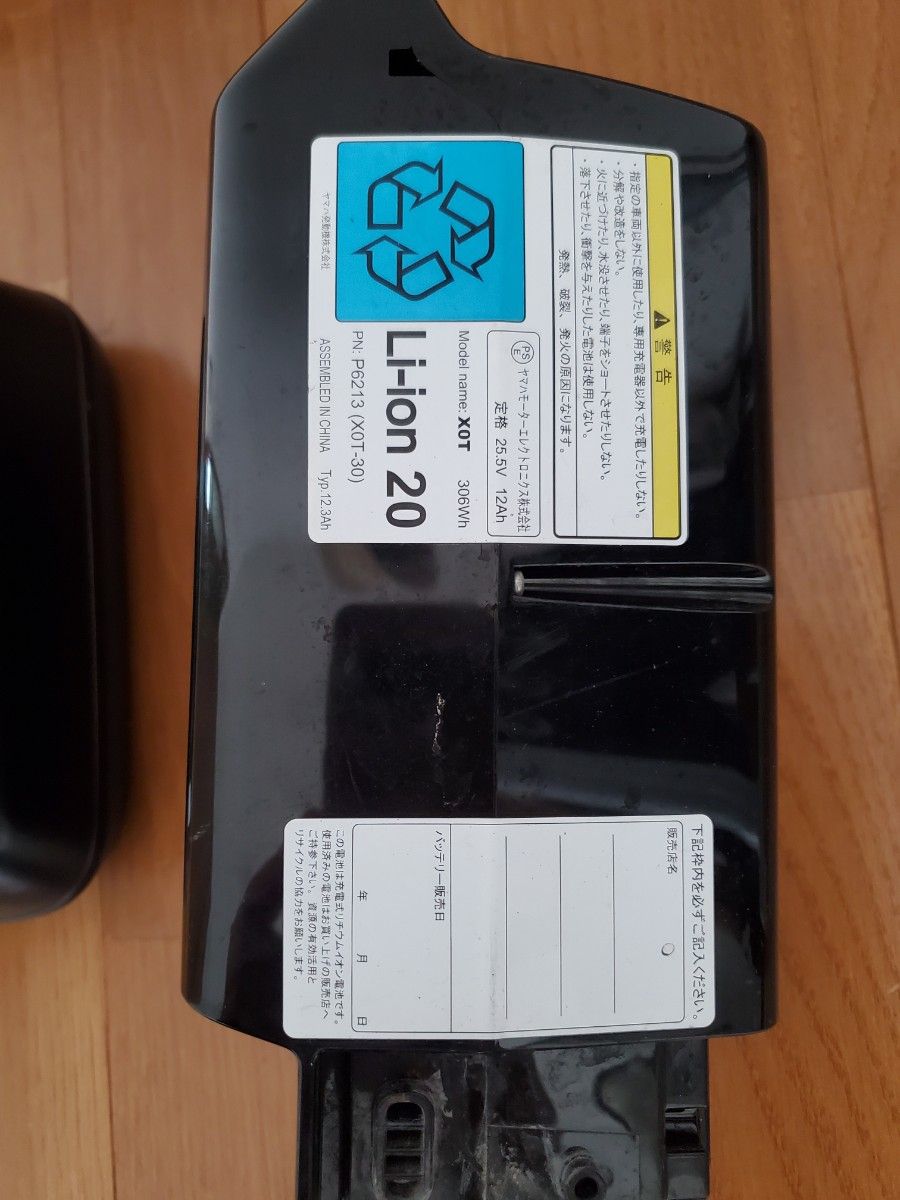 警告
・指定の車両以外に使用したり、専用充電器以外で充電したりしない。
・分解や改造をしない。
・火に近づけたり、水没させたり、端子をショートさせたりしない。
・落下させたり、衝撃を与えたりした電池は使用しない。
発熱、破裂、発火の原因になります。
PS
E
ヤマハモーターエレクトロニクス株式会社
定格 25.5V 12Ah
Model name: X0T 306Wh
Li-ion 20
PN: P6213 (X0T-30)
ASSEMBLED IN CHINA Typ.12.3Ah
ヤマハ発動機株式会社
下記枠内を必ずご記入ください。
販売店名
バッテリー販売日
年 月 日
この電池は充電式リチウムイオン電池です。
使用済みの電池はお買い上げの販売店へ
ご持参下さい。資源の有効活用と
リサイクルの協力をお願いします。